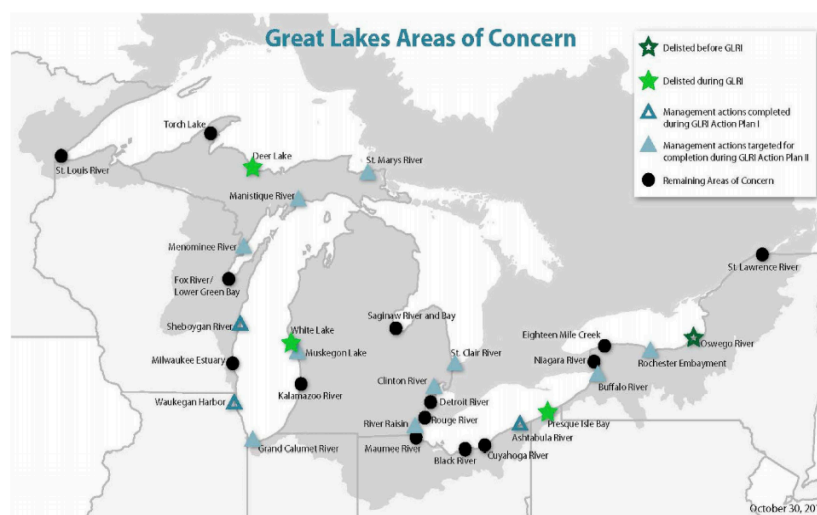 Great Lakes Areas of Concern
Delisted before GLRI
Delisted during GLRI
Management actions completed
during GLRI Action Plan I
Management actions targeted for
completion during GLRI Action Plan II
Remaining Areas of Concern
Torch Lake
St. Louis River
Deer Lake
St. Marys River
Manistique River
Menominee River
Fox River/
Lower Green Bay
Sheboygan River
White Lake
Muskegon Lake
Milwaukee Estuary
Kalamazoo River
Waukegan Harbor
Grand Calumet River
Saginaw River and Bay
St. Clair River
Clinton River
Detroit River
Rouge River
River Raisin
Maumee River
Black River
Cuyahoga River
Ashtabula River
Presque Isle Bay
Buffalo River
Niagara River
Eighteen Mile Creek
Rochester Embayment
Oswego River
St. Lawrence River
October 30, 20